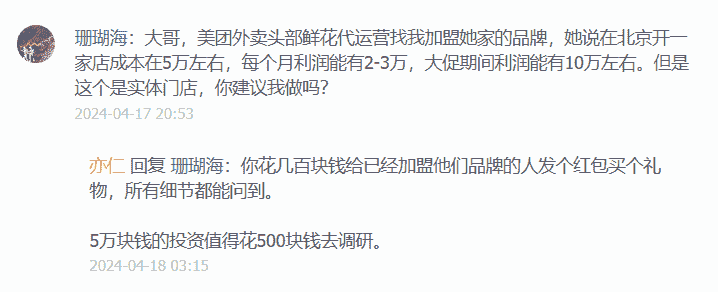 珊瑚海：大哥，美团外卖头部鲜花代运营找我加盟她家的品牌，她说在北京开一
家店成本在5万左右，每个月利润能有2-3万，大促期间利润能有10万左右。但是
这个是实体门店，你建议我做吗？
2024-04-17 20:53
亦仁 回复 珊瑚海：你花几百块钱给已经加盟他们品牌的人发个红包买个礼
物，所有细节都能问到。
5万块钱的投资值得花500块钱去调研。
2024-04-18 03:15